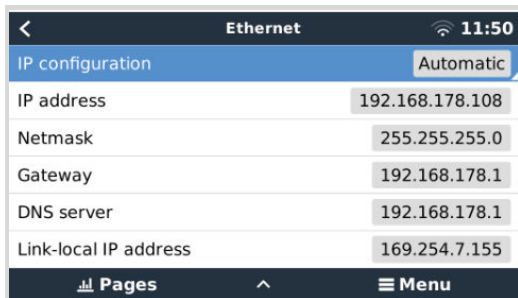 Ethernet 11:50
IP configuration Automatic
IP address 192.168.178.108
Netmask 255.255.255.0
Gateway 192.168.178.1
DNS server 192.168.178.1
Link-local IP address 169.254.7.155
Pages Menu